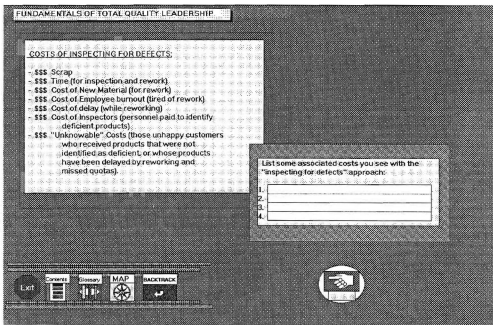 FUNDAMENTALS OF TOTAL QUALITY LEADERSHIP
COSTS OF INSPECTING FOR DEFECTS:
- $$$ Scrap
- $$$ Time (for inspection and rework)
- $$$ Cost of New Material (for rework)
- $$$ Cost of Employee burnout (tired of rework)
- $$$ Cost of delay (while reworking)
- $$$ Cost of Inspectors (personnel paid to identify
deficient products)
- $$$ "Unknowable" Costs (those unhappy customers
who received products that were not
identified as deficient, or whose products
have been delayed by reworking and
missed quotas).
List some associated costs you see with the
"inspecting for defects" approach:
1.
2.
3.
4.
Exit
Contents
Glossary
MAP
BACKTRACK